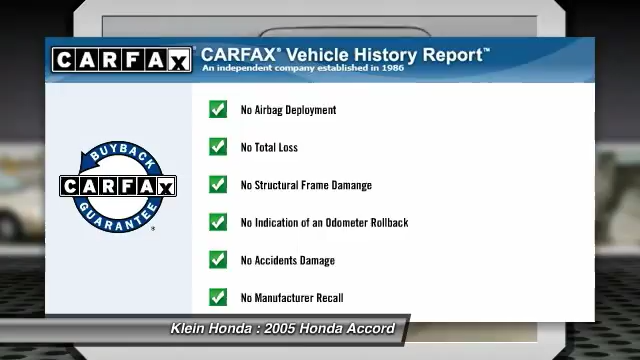 CARFAX
CARFAX® Vehicle History Report™
An independent company established in 1986
No Airbag Deployment
No Total Loss
No Structural Frame Damange
No Indication of an Odometer Rollback
No Accidents Damage
No Manufacturer Recall
BUYBACK
CARFAX
GUARANTEE
Klein Honda : 2005 Honda Accord